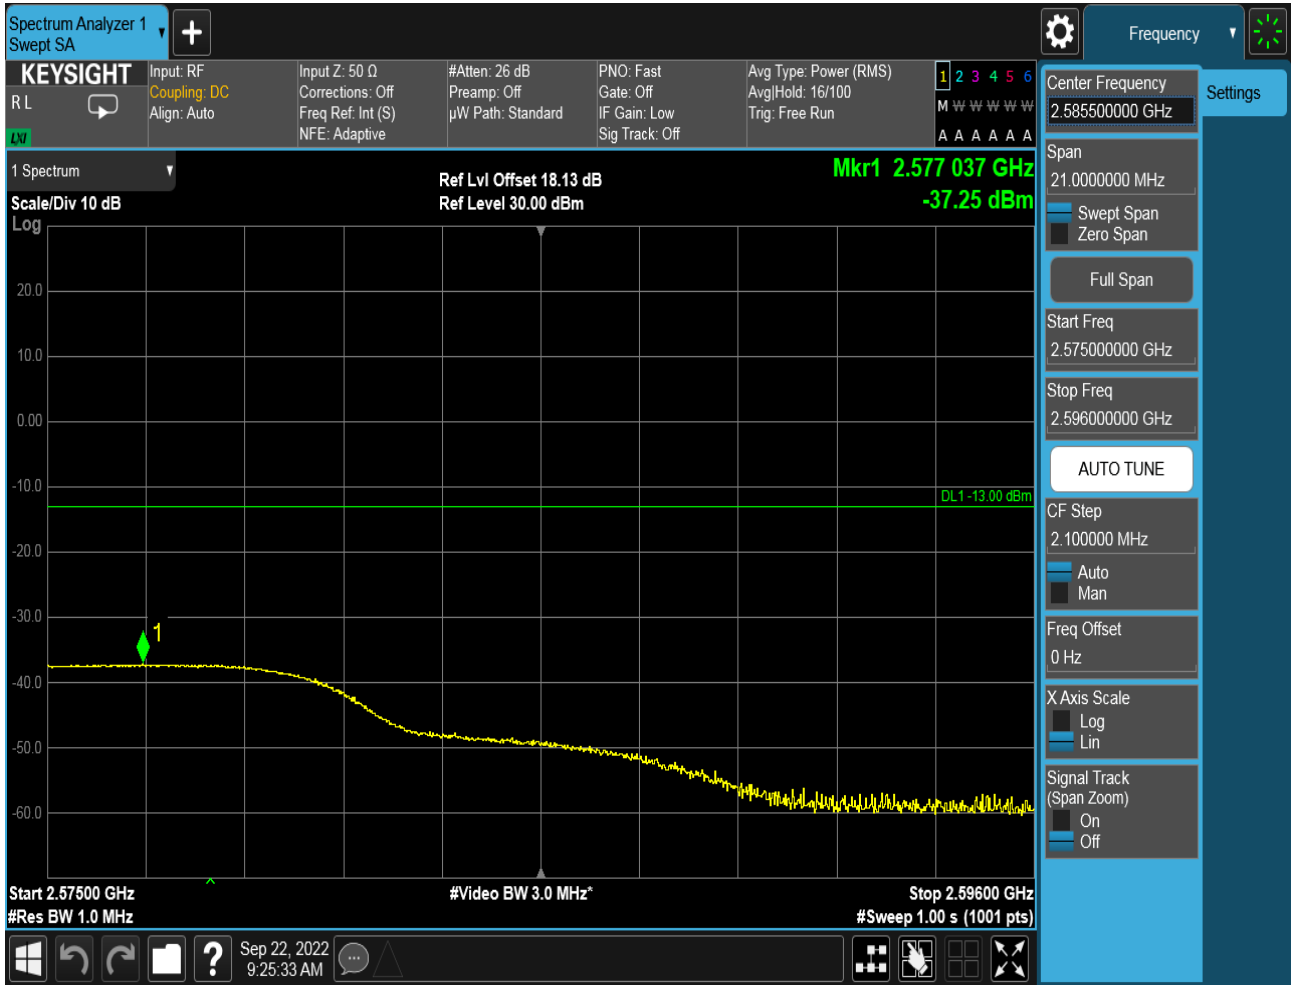 Spectrum Analyzer 1
Swept SA
Frequency
KEYSIGHT
R L
LXI
Input: RF
Coupling: DC
Align: Auto
Input Z: 50 Ω
Corrections: Off
Freq Ref: Int (S)
NFE: Adaptive
#Atten: 26 dB
Preamp: Off
µW Path: Standard
PNO: Fast
Gate: Off
IF Gain: Low
Sig Track: Off
Avg Type: Power (RMS)
Avg|Hold: 16/100
Trig: Free Run
1 2 3 4 5 6
M W W W W W
A A A A A A
1 Spectrum
Scale/Div 10 dB
Log
Ref Lvl Offset 18.13 dB
Ref Level 30.00 dBm
Mkr1 2.577 037 GHz
-37.25 dBm
20.0
10.0
0.00
-10.0
DL1 -13.00 dBm
-20.0
-30.0
1
-40.0
-50.0
-60.0
Start 2.57500 GHz
#Res BW 1.0 MHz
#Video BW 3.0 MHz*
Stop 2.59600 GHz
#Sweep 1.00 s (1001 pts)
Sep 22, 2022
9:25:33 AM
Center Frequency
2.585500000 GHz
Settings
Span
21.0000000 MHz
Swept Span
Zero Span
Full Span
Start Freq
2.575000000 GHz
Stop Freq
2.596000000 GHz
AUTO TUNE
CF Step
2.100000 MHz
Auto
Man
Freq Offset
0 Hz
X Axis Scale
Log
Lin
Signal Track
(Span Zoom)
On
Off